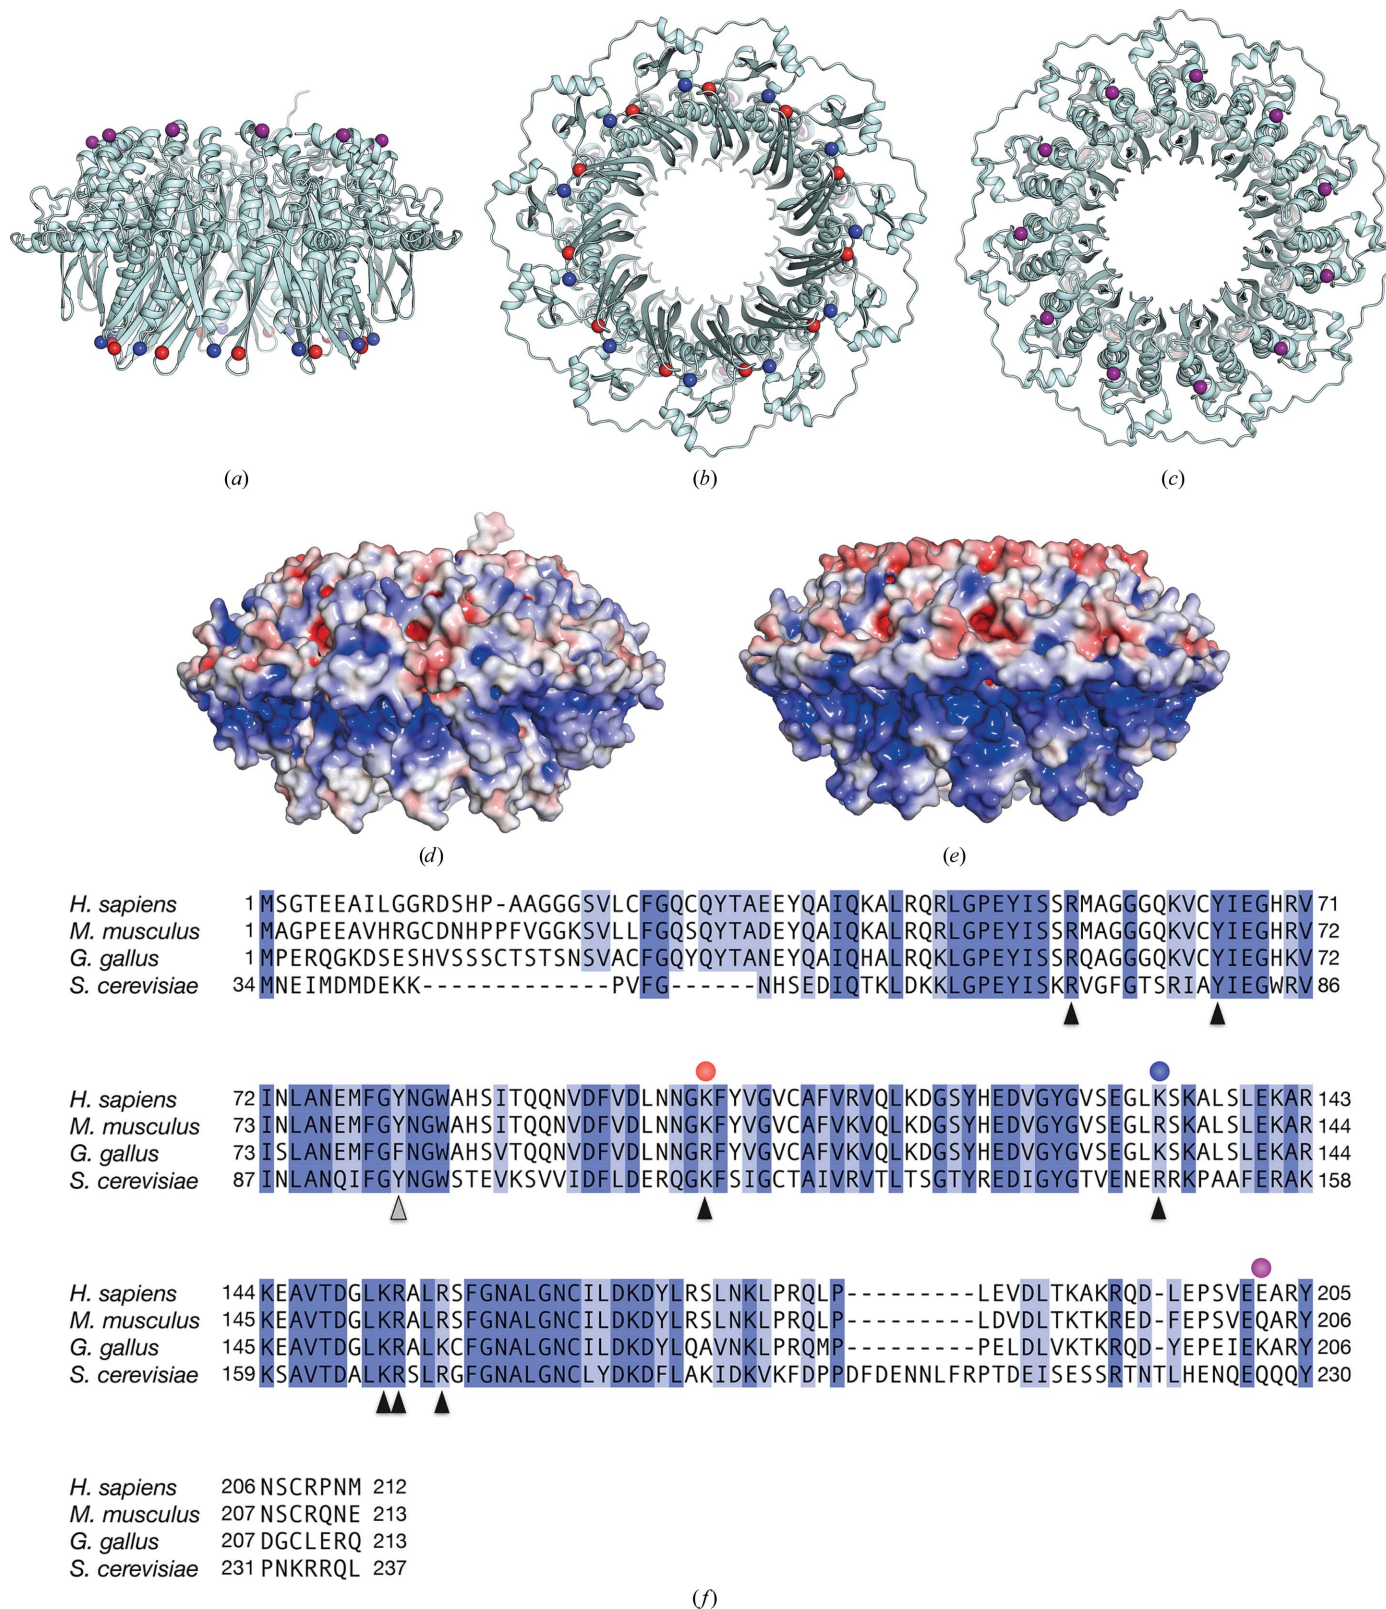 (a) (b) (c)
(d) (e)
H. sapiens 1 MSGTEEAILGGRDSHP-AAGGGSVLCFGQCQYTAEEYQAIQKALRQRLGPEYISSRMAGGGQKVCYIEGHRV 71
M. musculus 1 MAGPEEAVHRGCDNHPPFVGGKSVLLFGQSQYTADEYQAIQKALRQRLGPEYISSRMAGGGQKVCYIEGHRV 72
G. gallus 1 MPERQGKDSESHVSSSCTSTSNSVACFGQYQYTANEYQAIQHALRQKLGPEYISSRQAGGGQKVCYIEGHKV 72
S. cerevisiae 34 MNEIMDMDEKK-------------PVFG------NHSEDIQTKLDKKLGPEYISKRVGFGTSRIAYIEGWRV 86
H. sapiens 72 INLANEMFGYNGWAHSITQQNVDFVDLNNGKFYVGVCAFVRVQLKDGSYHEDVGYGVSEGLKSKALSLEKAR 143
M. musculus 73 INLANEMFGYNGWAHSITQQNVDFVDLNNGKFYVGVCAFVKVQLKDGSYHEDVGYGVSEGLRSKALSLEKAR 144
G. gallus 73 ISLANEMFGFNGWAHSVTQQNVDFVDLNNGRFYVGVCAFVKVQLKDGSYHEDVGYGVSEGLKSKALSLEKAR 144
S. cerevisiae 87 INLANQIFGYNGWSTEVKSVVIDFLDERQGKFSIGCTAIVRVTLTSGTYREDIGYGTVENERRKPAAFERAK 158
H. sapiens 144 KEAVTDGLKRALRSFGNALGNCILDKDYLRSLNKLPRQLP---------LEVDLTKAKRQD-LEPSVEEARY 205
M. musculus 145 KEAVTDGLKRALRSFGNALGNCILDKDYLRSLNKLPRQLP---------LDVDLTKTKRED-FEPSVEQARY 206
G. gallus 145 KEAVTDGLKRALKCFGNALGNCILDKDYLQAVNKLPRQMP---------PELDLVKTKRQD-YEPEIEKARY 206
S. cerevisiae 159 KSAVTDALKRSLRGFGNALGNCLYDKDFLAKIDKVKFDPPDFDENNLFRPTDEISESSRTNTLHENQEQQQY 230
H. sapiens 206 NSCRPNM 212
M. musculus 207 NSCRQNE 213
G. gallus 207 DGCLERQ 213
S. cerevisiae 231 PNKRRQL 237
(f)